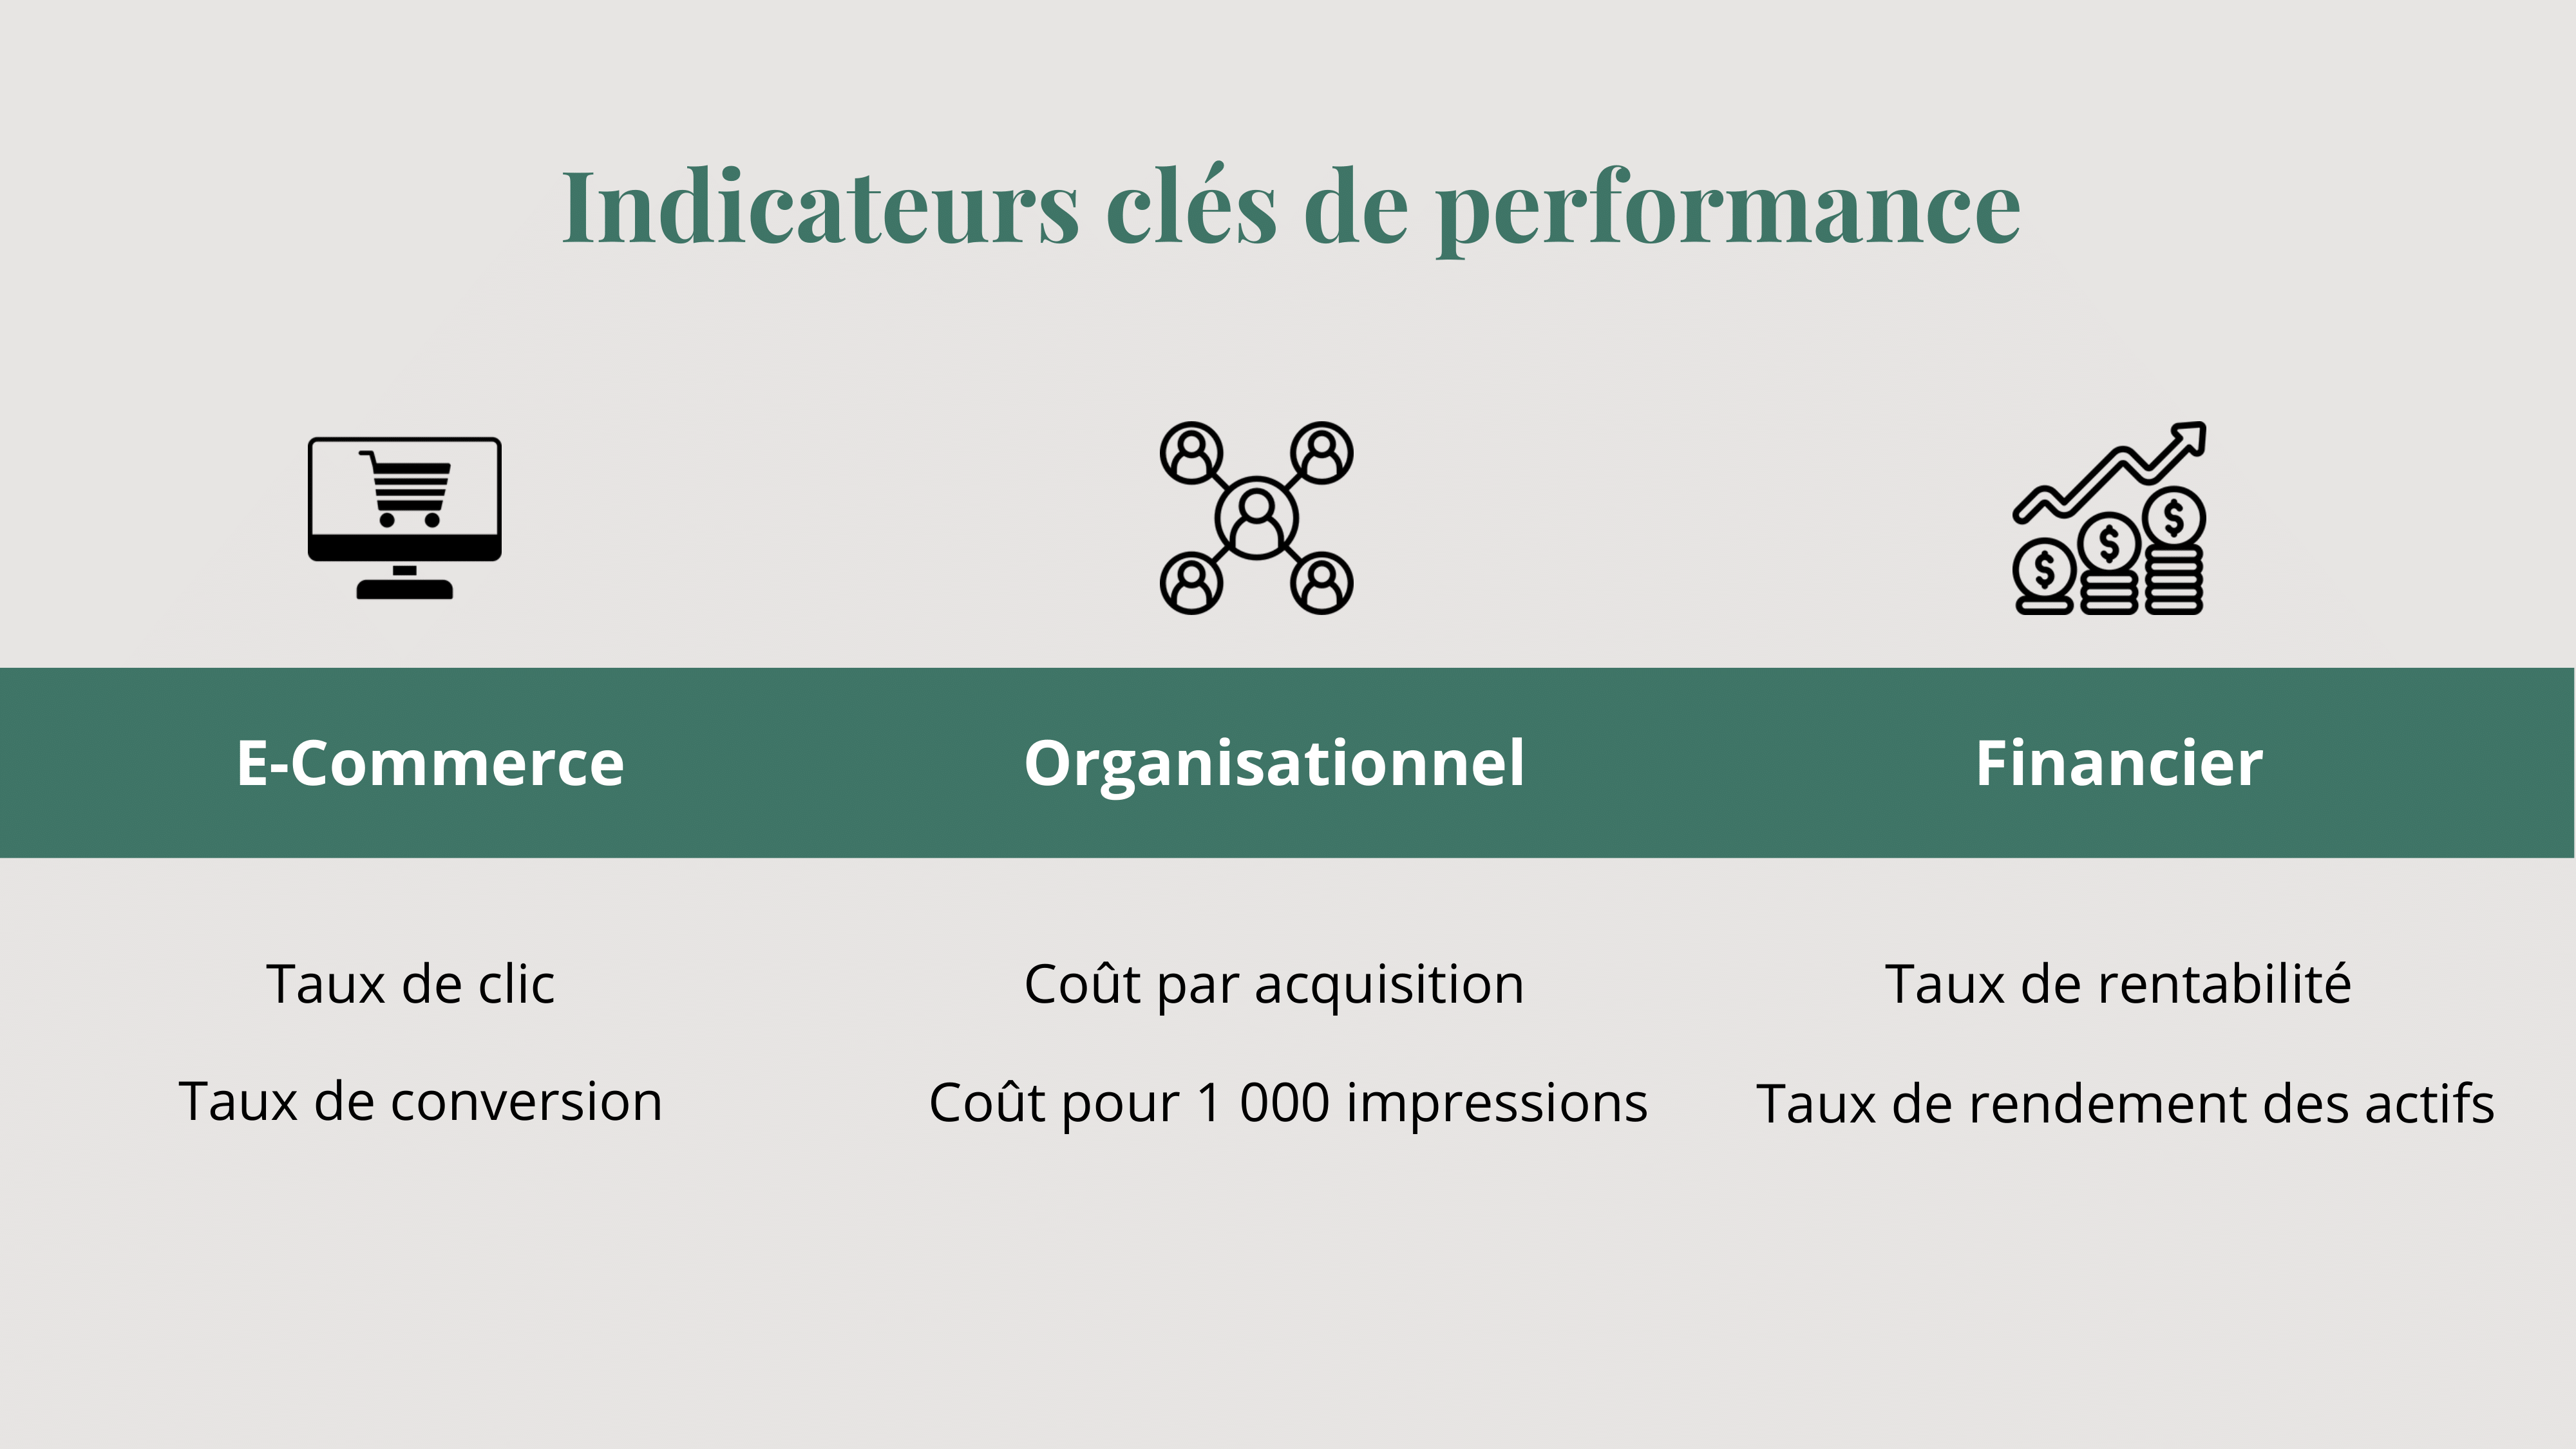 Indicateurs clés de performance
$ $ $
E-Commerce
Organisationnel
Financier
Taux de clic
Coût par acquisition
Taux de rentabilité
Taux de conversion
Coût pour 1 000 impressions
Taux de rendement des actifs